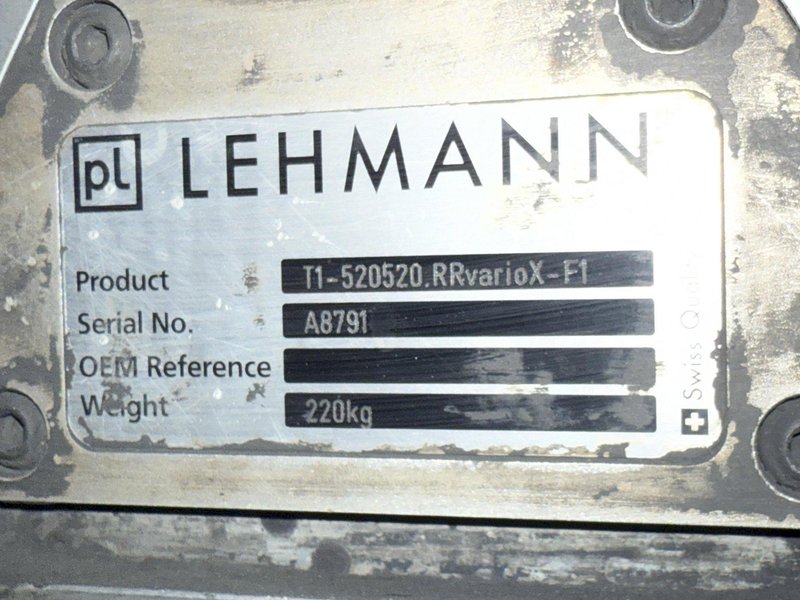 pl LEHMANN
Product T1-520520.RRvarioX-F1
Serial No. A8791
OEM Reference
Weight 220kg
Swiss Quality